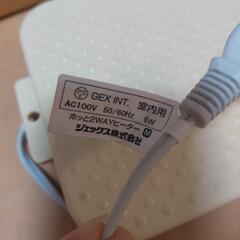 GEX INT. 室内用
AC100V 50/60Hz 6W
ホッと2WAYヒーター M
ジェックス株式会社